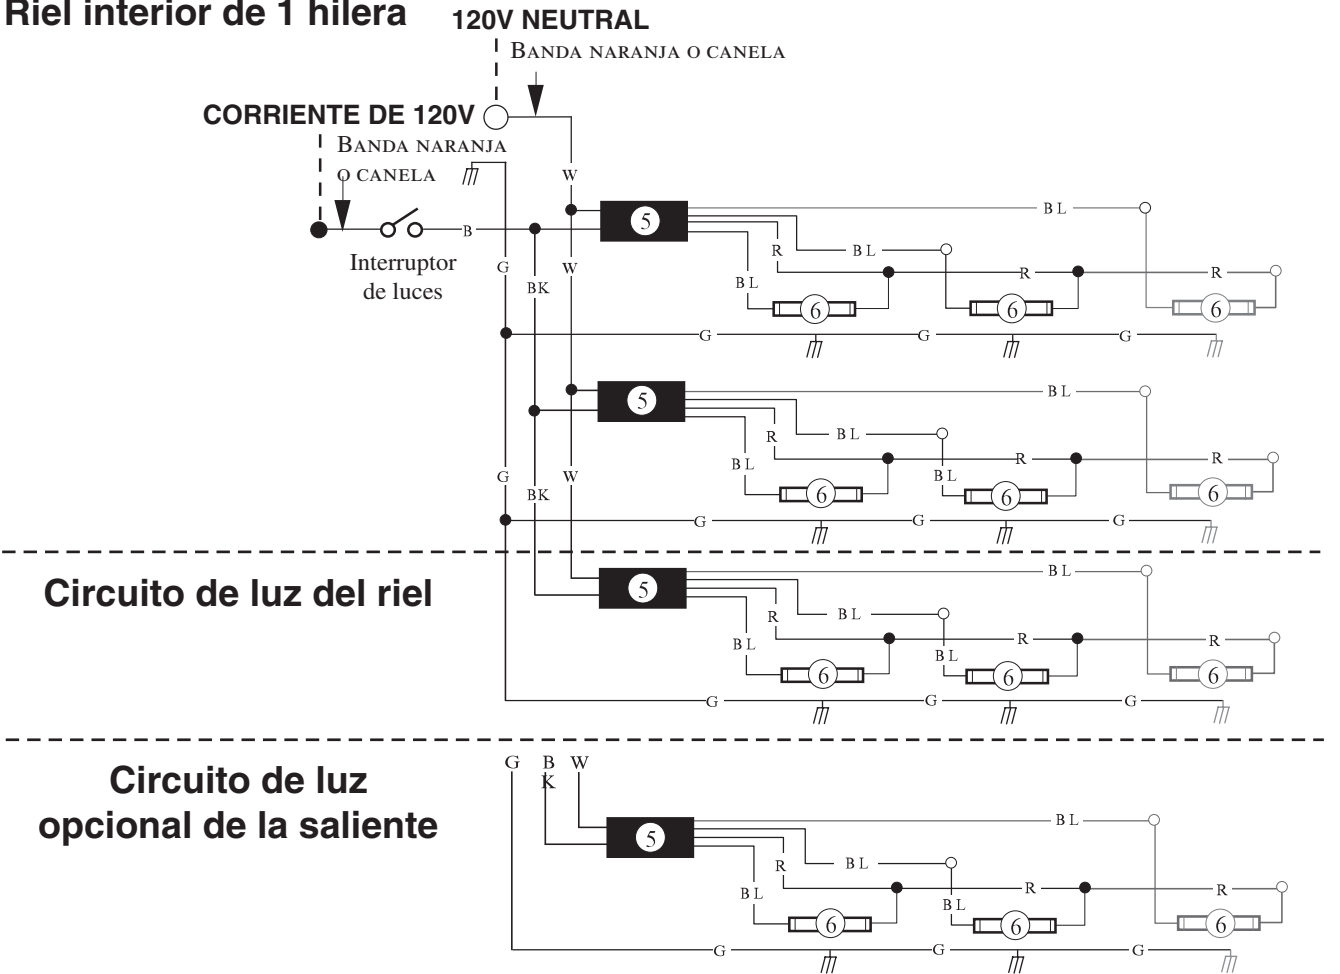 Riel interior de 1 hilera
120V NEUTRAL
BANDA NARANJA O CANELA
CORRIENTE DE 120V
BANDA NARANJA
O CANELA
W
5
BL
B
R
BL
R
R
Interruptor
de luces
G
W
BK
BL
6
6
6
G
G
G
5
BL
R
BL
R
R
BL
BL
G
W
BK
6
6
6
G
G
G
Circuito de luz del riel
5
BL
R
BL
R
R
BL
BL
6
6
6
G
G
G
Circuito de luz
opcional de la saliente
G
B
K
W
5
BL
R
BL
R
R
BL
BL
6
6
6
G
G
G